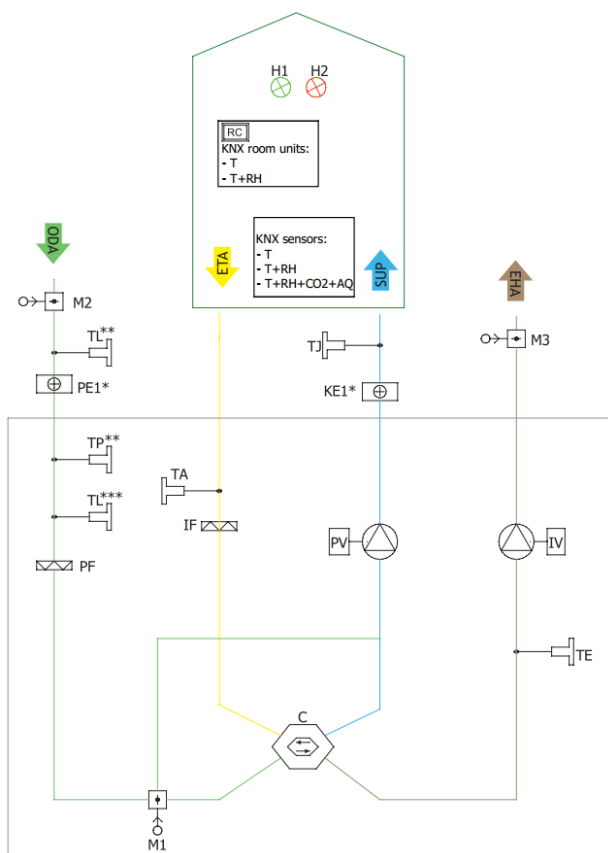 H1 H2
RC
KNX room units:
- T
- T+RH
KNX sensors:
- T
- T+RH
- T+RH+CO2+AQ
ODA
ETA
SUP
EHA
M2
TL**
TJ
M3
PE1*
KE1*
TP**
TA
TL***
IF
PV
IV
PF
TE
C
M1